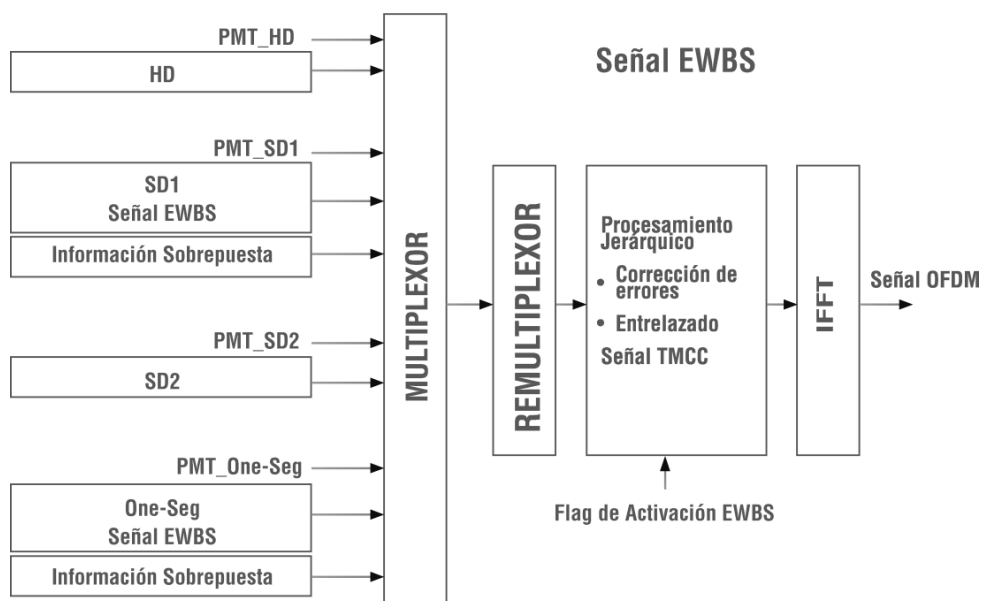 PMT_HD
HD
Señal EWBS
PMT_SD1
SD1
Señal EWBS
Información Sobrepuesta
PMT_SD2
SD2
PMT_One-Seg
One-Seg
Señal EWBS
Información Sobrepuesta
MULTIPLEXOR
REMULTIPLEXOR
Procesamiento
Jerárquico
• Corrección de
errores
• Entrelazado
Señal TMCC
Flag de Activación EWBS
IFFT
Señal OFDM